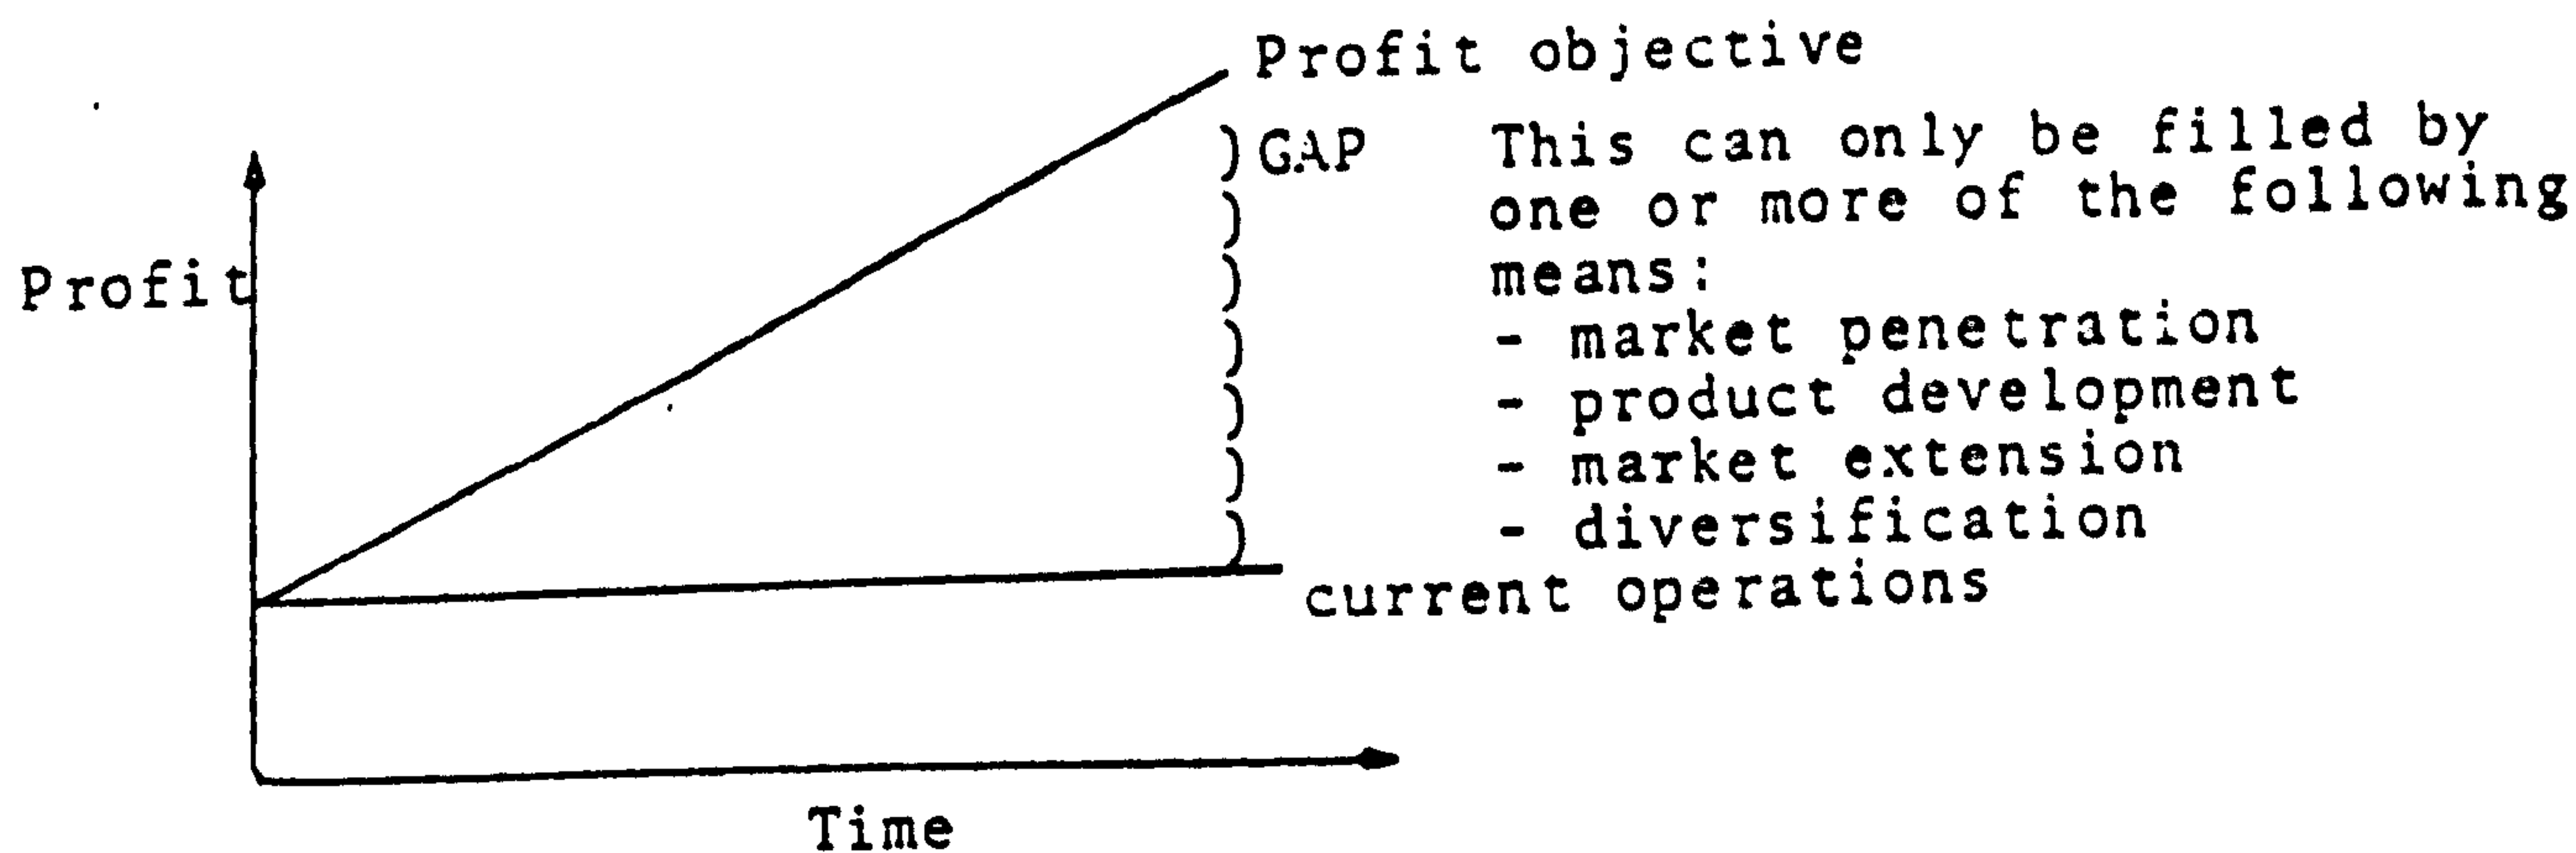 Profit objective
) GAP This can only be filled by
) one or more of the following
) means:
Profit
) - market penetration
) - product development
) - market extension
) - diversification
current operations
Time